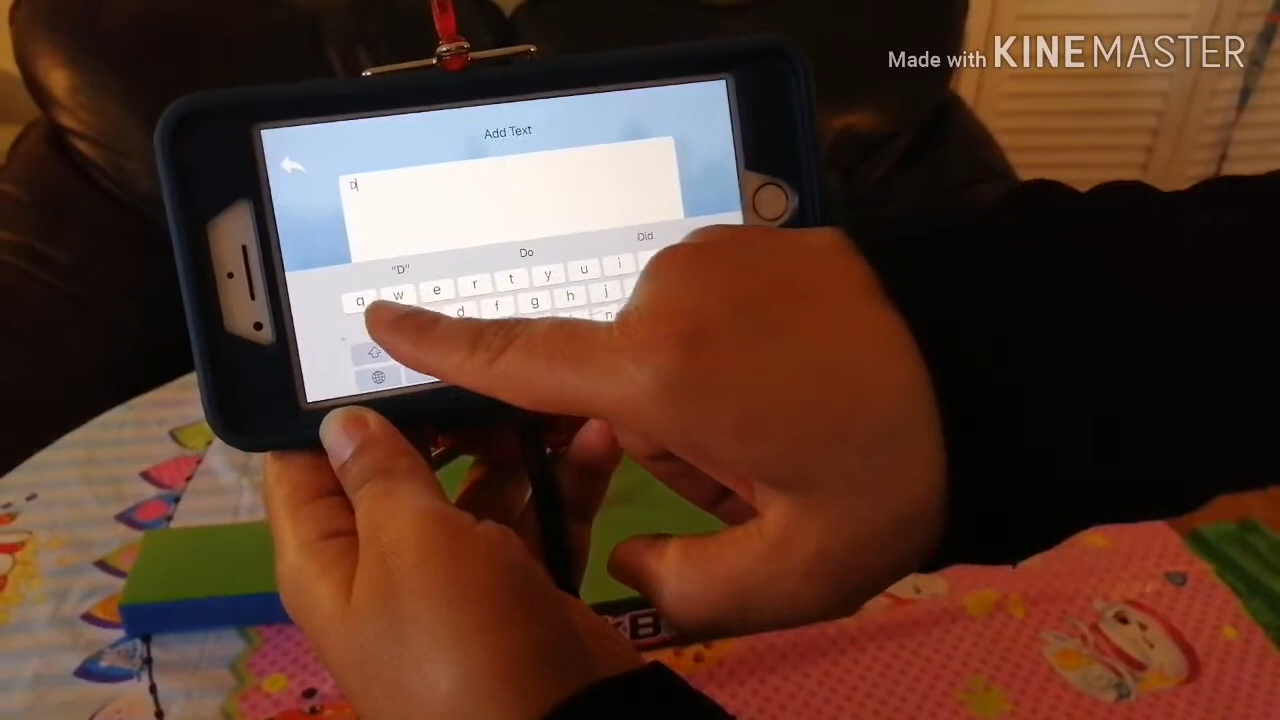 Made with KINEMASTER
Add Text
D
"D" Do Did
q w e r t y u i
d f g h j
n
B